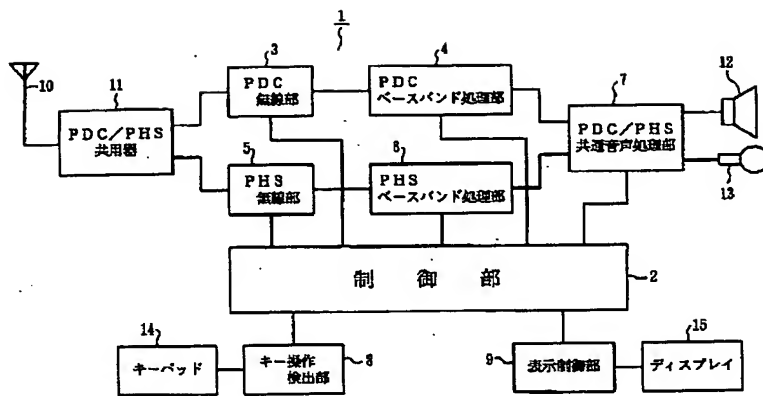 1
10
11
PDC/PHS
共用器
3
PDC
無線部
4
PDC
ベースバンド処理部
5
PHS
無線部
6
PHS
ベースバンド処理部
7
PDC/PHS
共通音声処理部
12
13
制御部
2
14
キーパッド
キー操作
検出部
8
9
表示制御部
15
ディスプレイ